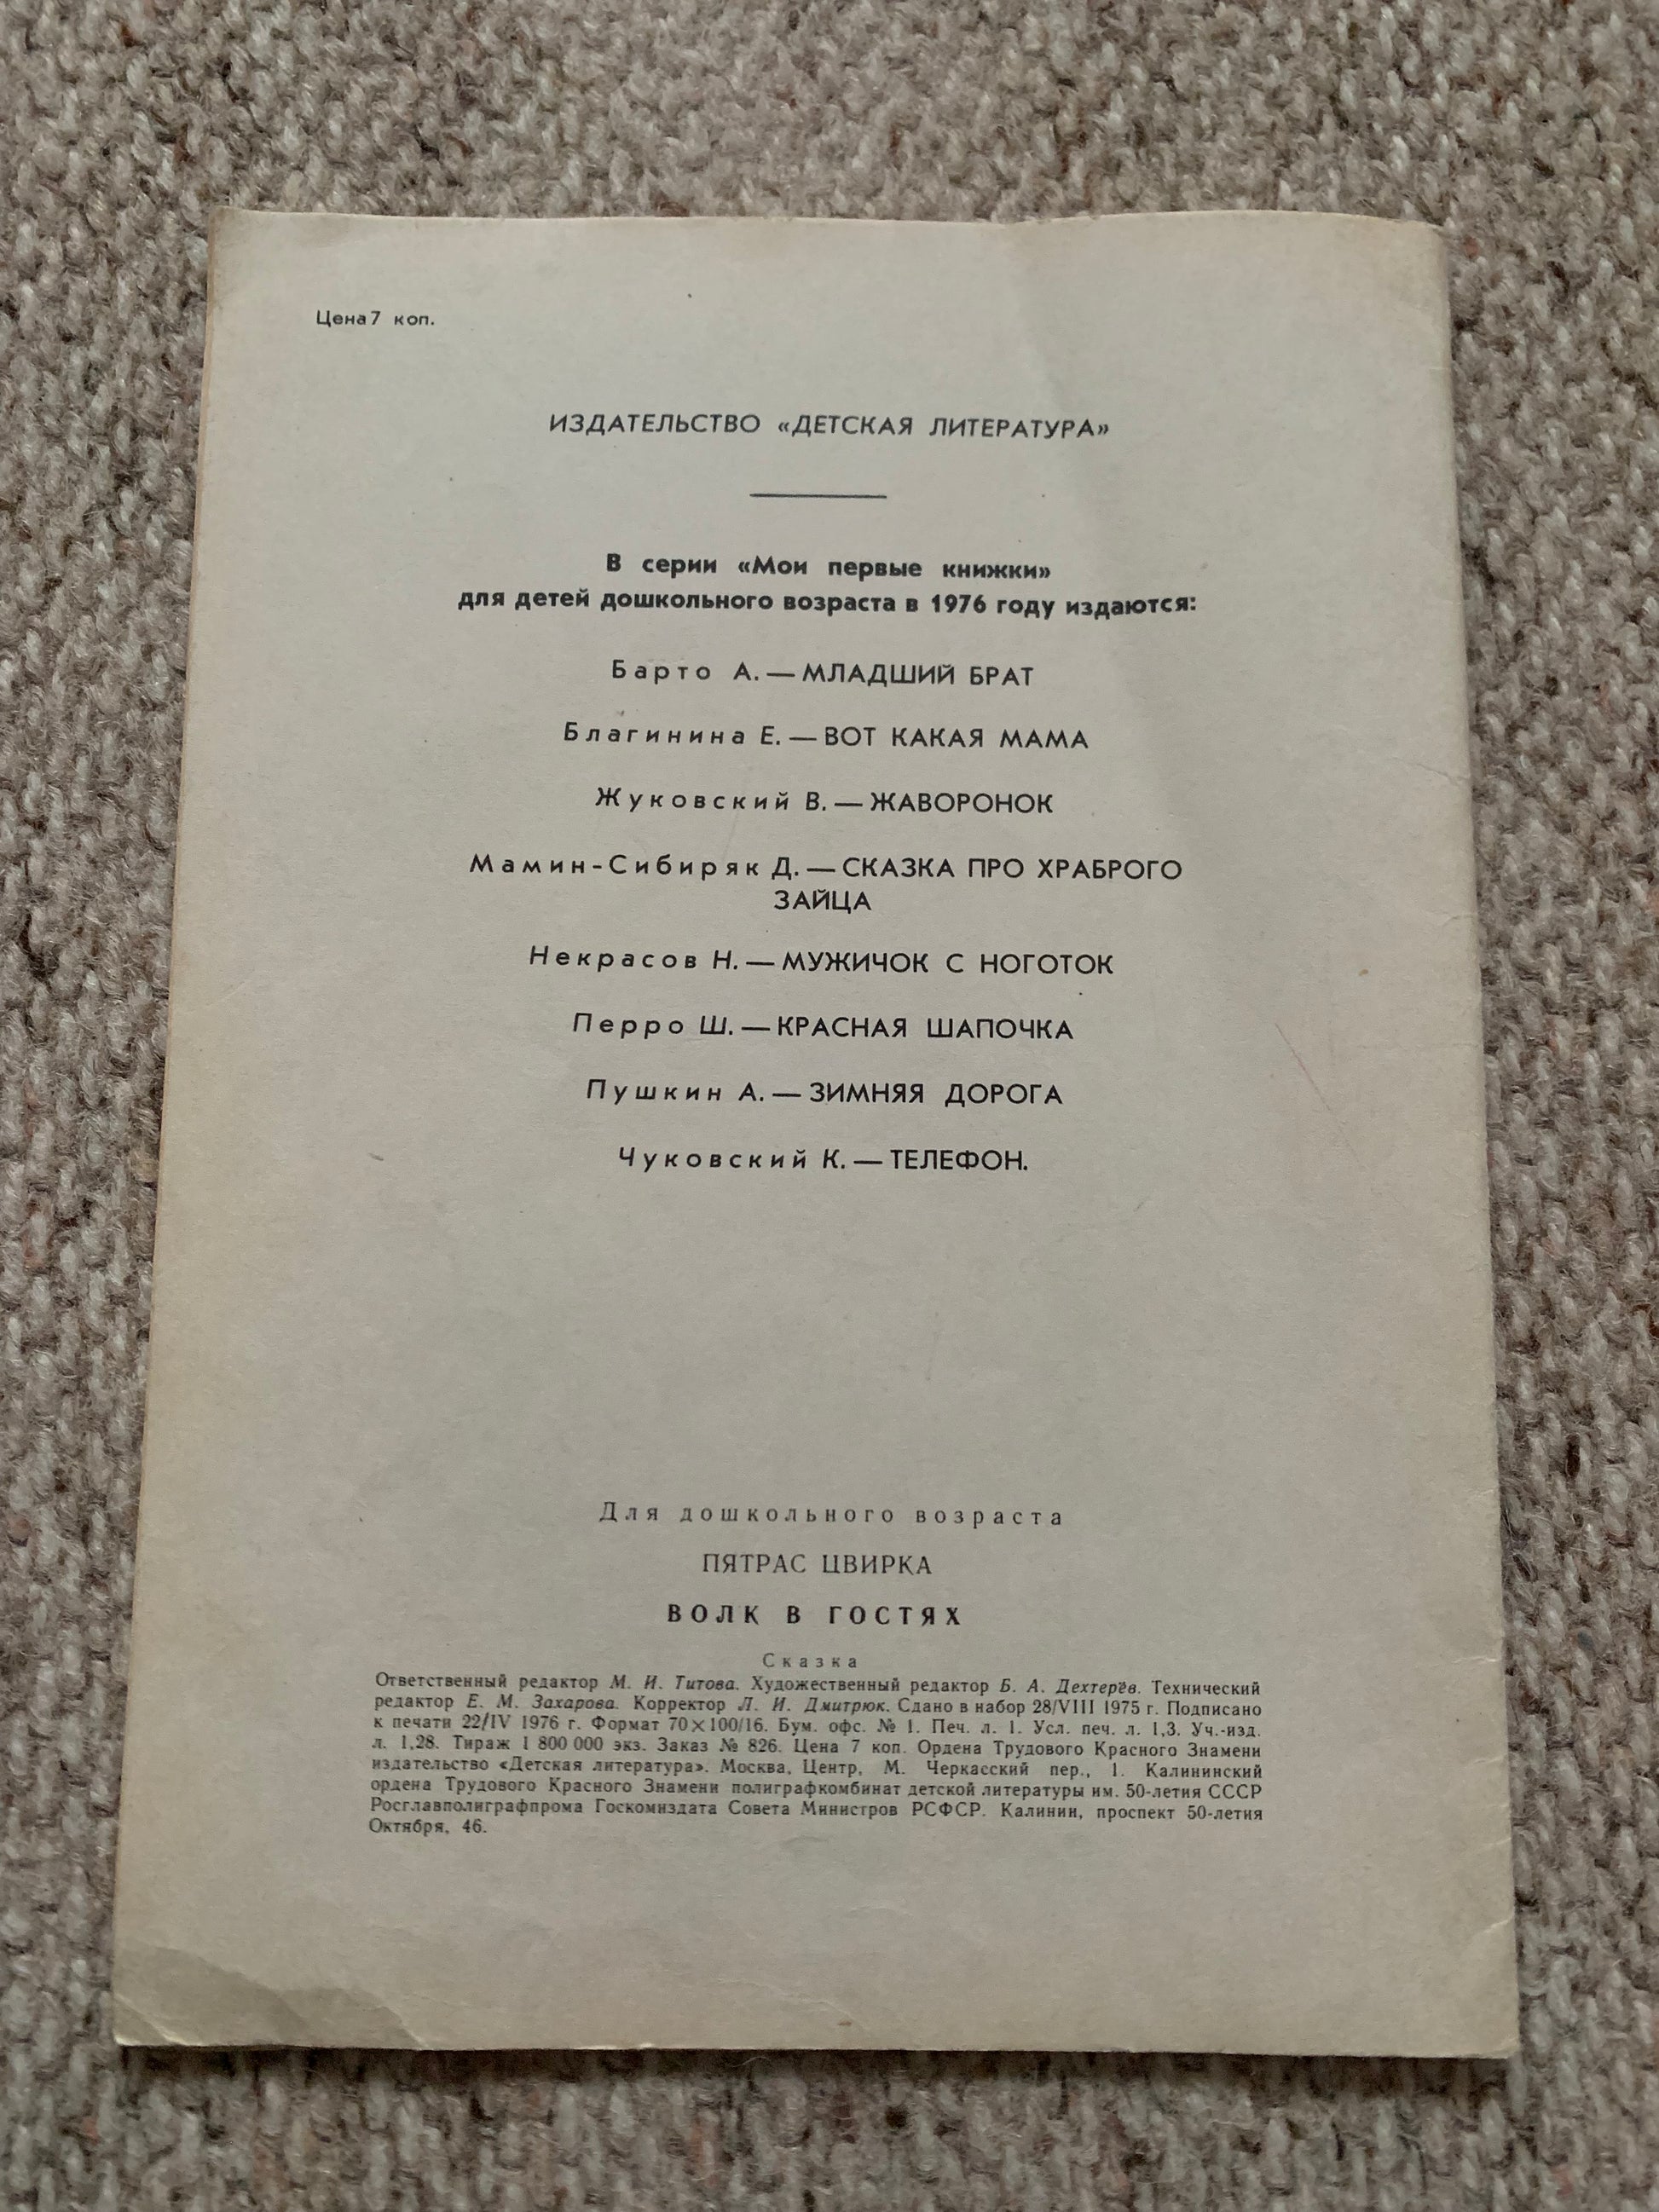 Цена 7 коп.
ИЗДАТЕЛЬСТВО «ДЕТСКАЯ ЛИТЕРАТУРА»
В серии «Мои первые книжки»
для детей дошкольного возраста в 1976 году издаются:
Барто А. — МЛАДШИЙ БРАТ
Благинина Е. — ВОТ КАКАЯ МАМА
Жуковский В. — ЖАВОРОНОК
Мамин-Сибиряк Д. — СКАЗКА ПРО ХРАБРОГО
ЗАЙЦА
Некрасов Н. — МУЖИЧОК С НОГОТОК
Перро Ш. — КРАСНАЯ ШАПОЧКА
Пушкин А. — ЗИМНЯЯ ДОРОГА
Чуковский К. — ТЕЛЕФОН.
Для дошкольного возраста
ПЯТРАС ЦВИРКА
ВОЛК В ГОСТЯХ
Сказка
Ответственный редактор М. И. Титова. Художественный редактор Б. А. Дехтерёв. Технический
редактор Е. М. Захарова. Корректор Л. И. Дмитрюк. Сдано в набор 28/VIII 1975 г. Подписано
к печати 22/IV 1976 г. Формат 70×100/16. Бум. офс. № 1. Печ. л. 1. Усл. печ. л. 1,3. Уч.-изд.
л. 1,28. Тираж 1 800 000 экз. Заказ № 826. Цена 7 коп. Ордена Трудового Красного Знамени
издательство «Детская литература». Москва, Центр, М. Черкасский пер., 1. Калининский
ордена Трудового Красного Знамени полиграфкомбинат детской литературы им. 50-летия СССР
Росглавполиграфпрома Госкомиздата Совета Министров РСФСР. Калинин, проспект 50-летия
Октября, 46.